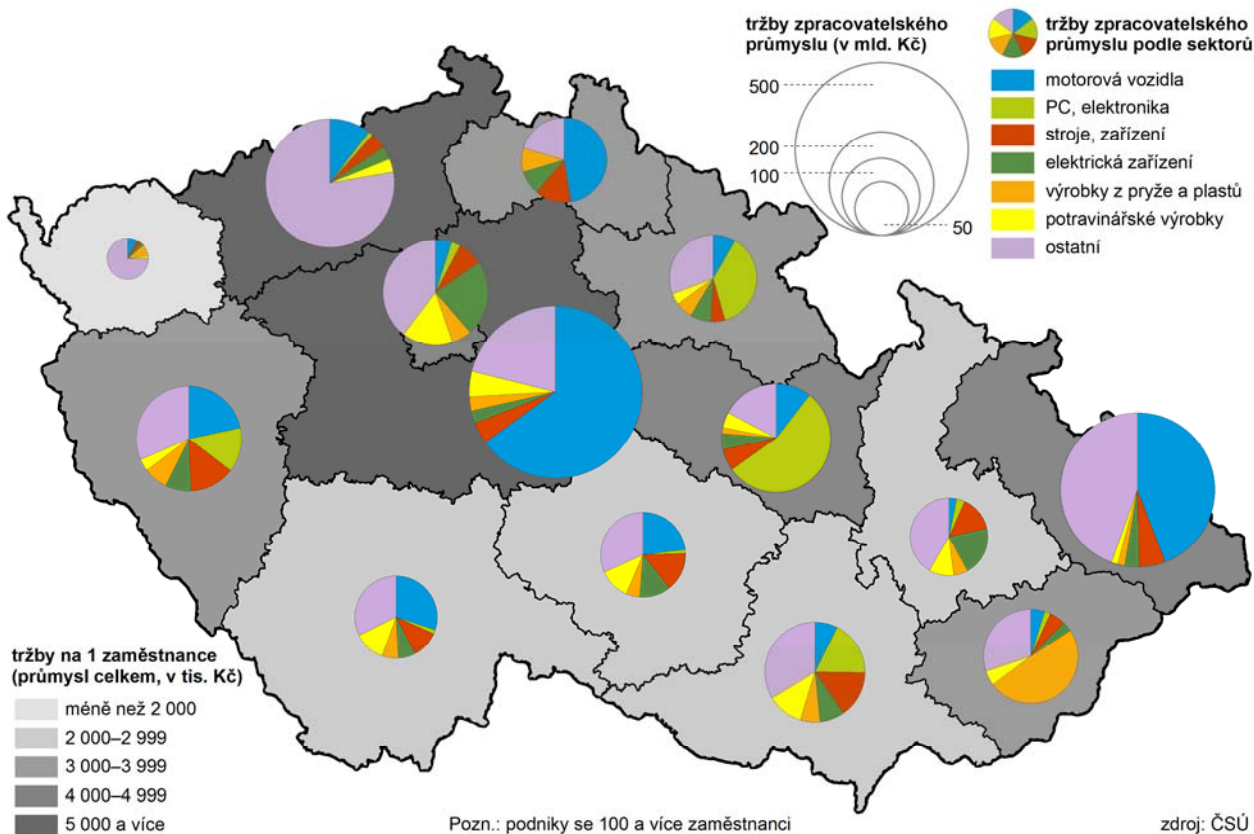 tržby zpracovatelského
průmyslu (v mld. Kč)
500
200
100
50
tržby zpracovatelského
průmyslu podle sektorů
motorová vozidla
PC, elektronika
stroje, zařízení
elektrická zařízení
výrobky z pryže a plastů
potravinářské výrobky
ostatní
tržby na 1 zaměstnance
(průmysl celkem, v tis. Kč)
méně než 2 000
2 000–2 999
3 000–3 999
4 000–4 999
5 000 a více
Pozn.: podniky se 100 a více zaměstnanci
zdroj: ČSÚ